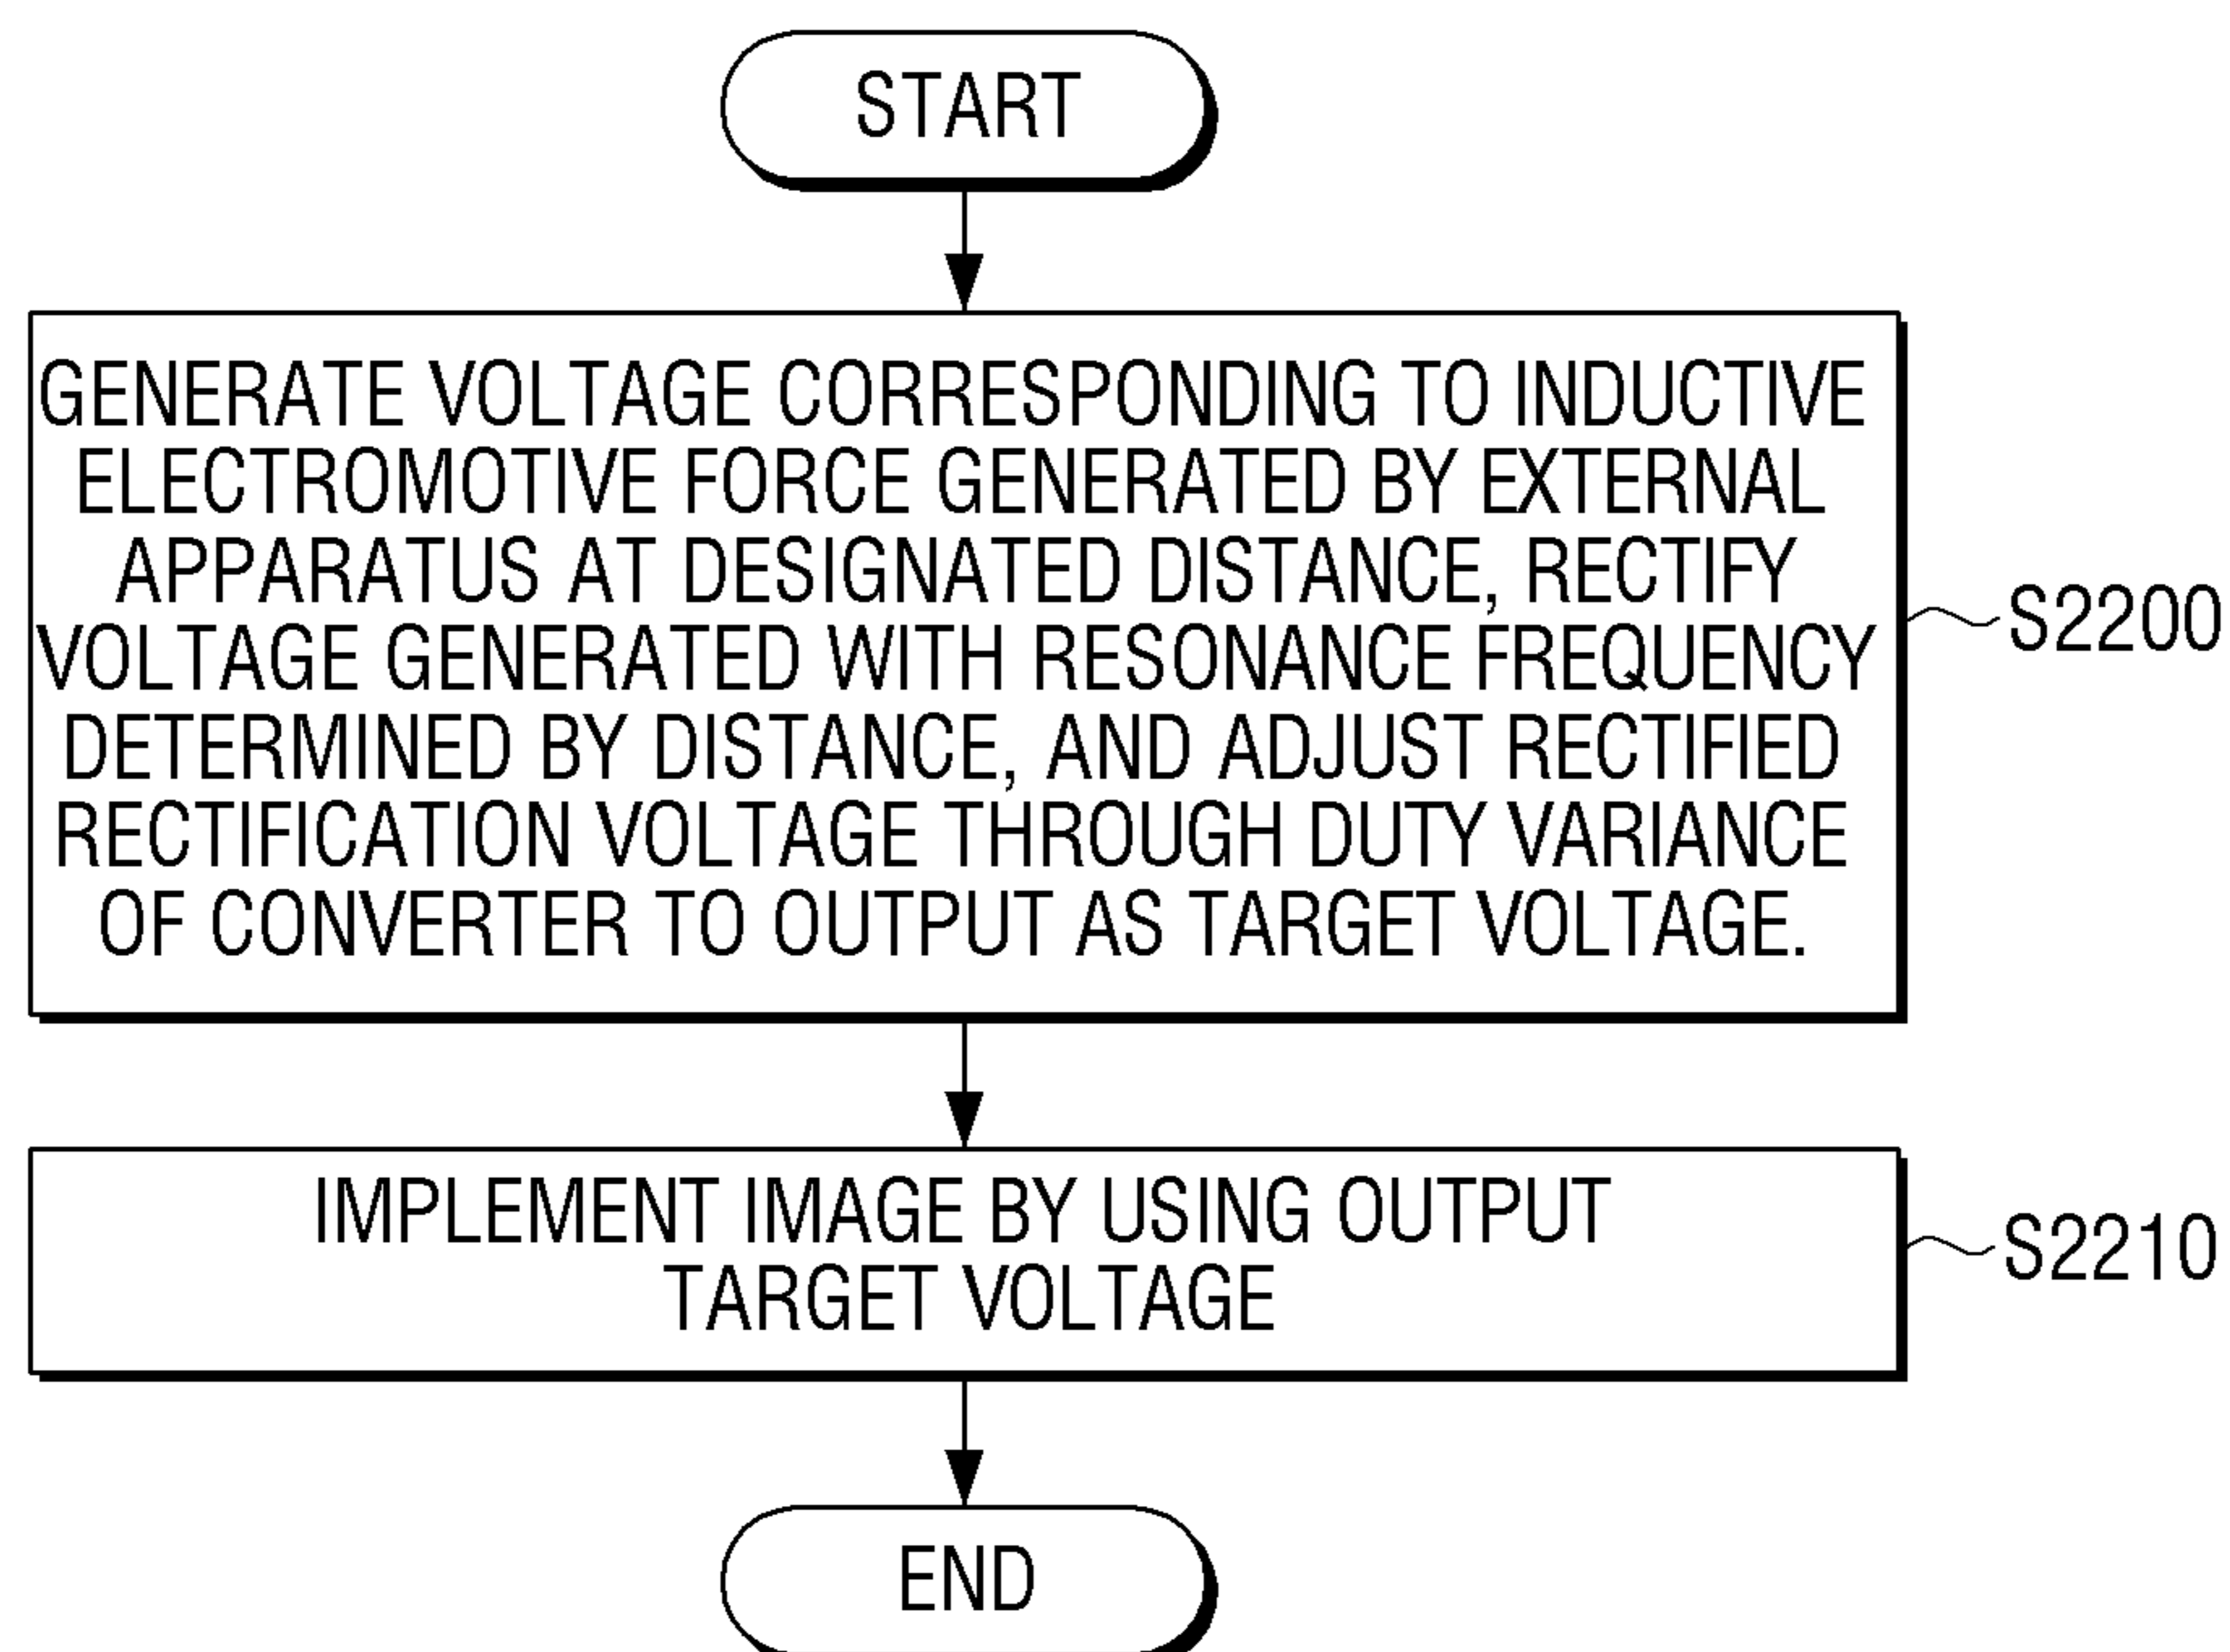 START
GENERATE VOLTAGE CORRESPONDING TO INDUCTIVE
ELECTROMOTIVE FORCE GENERATED BY EXTERNAL
APPARATUS AT DESIGNATED DISTANCE, RECTIFY
VOLTAGE GENERATED WITH RESONANCE FREQUENCY
DETERMINED BY DISTANCE, AND ADJUST RECTIFIED
RECTIFICATION VOLTAGE THROUGH DUTY VARIANCE
OF CONVERTER TO OUTPUT AS TARGET VOLTAGE.
S2200
IMPLEMENT IMAGE BY USING OUTPUT
TARGET VOLTAGE
S2210
END